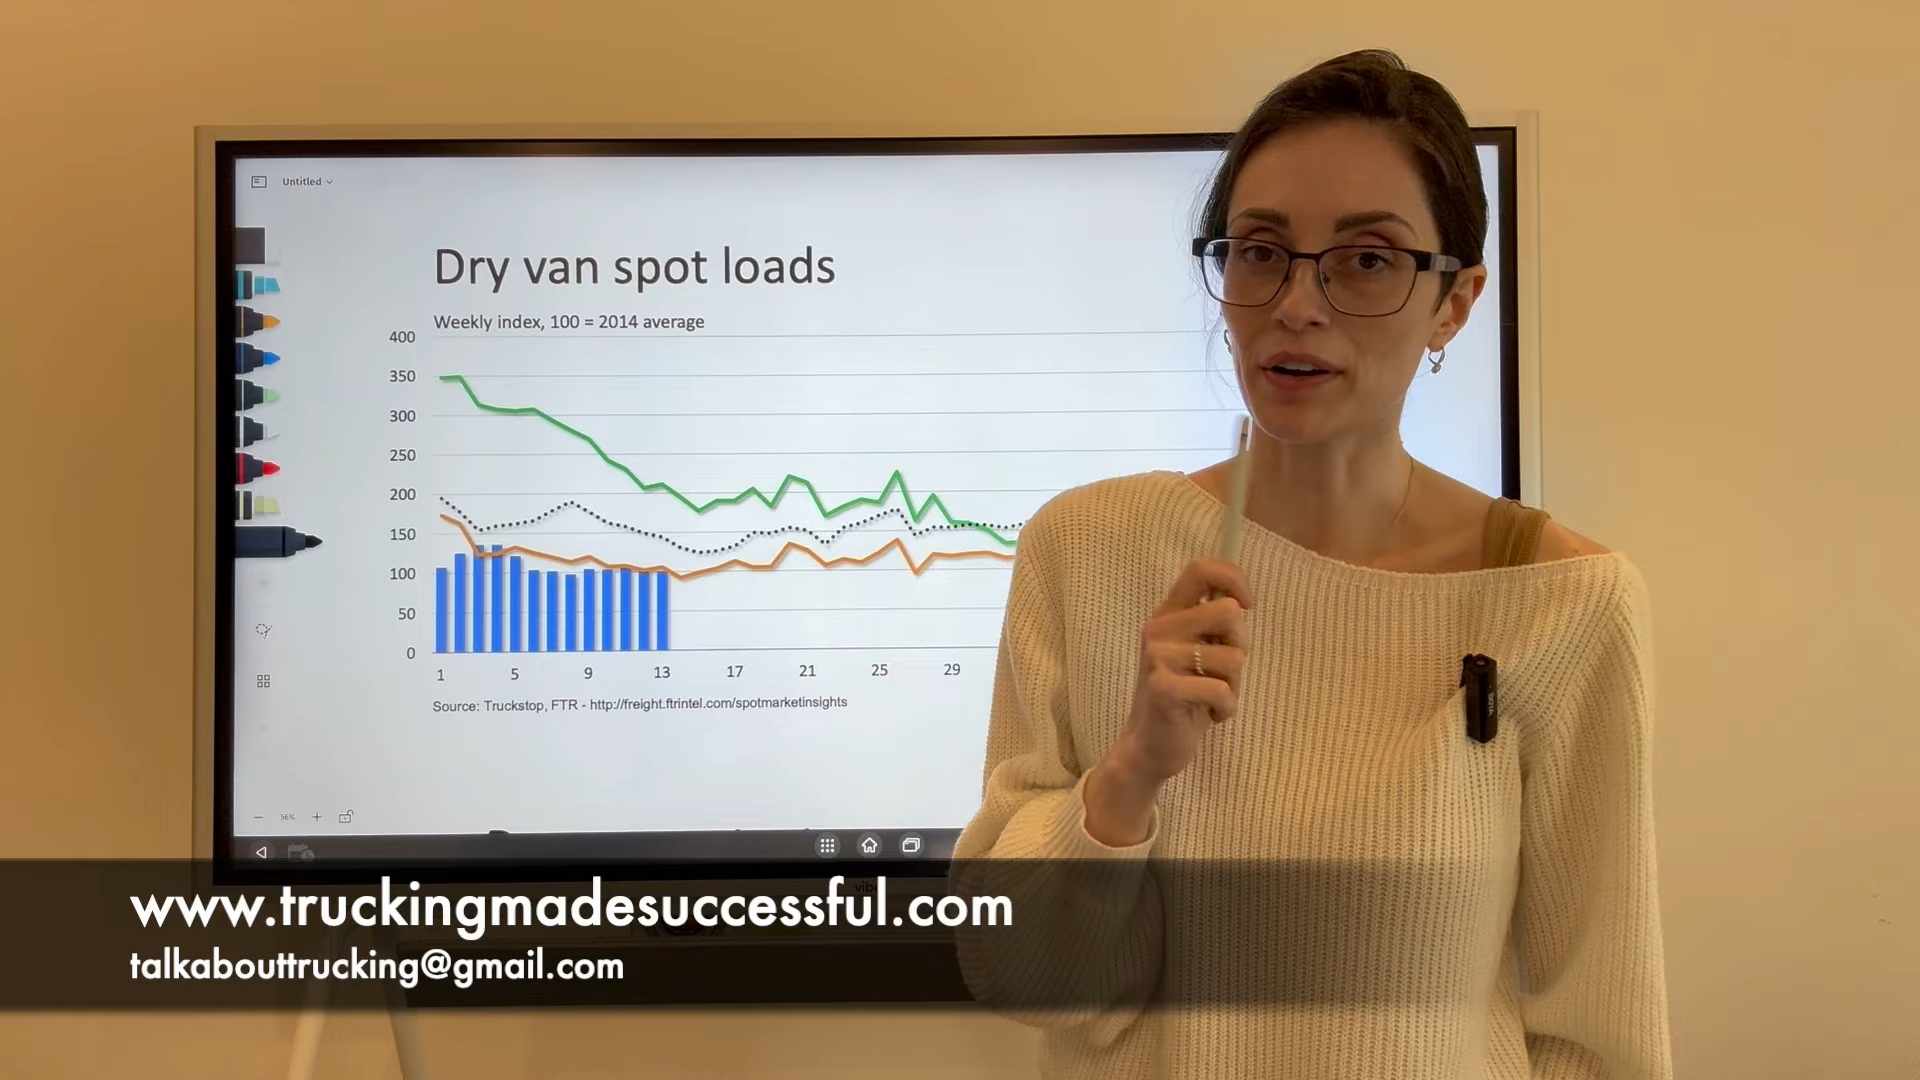 Untitled
Dry van spot loads
Weekly index, 100 = 2014 average
400
350
300
250
200
150
100
50
0
1 5 9 13 17 21 25 29
Source: Truckstop, FTR - http://freight.ftrintel.com/spotmarketinsights
56%
www.truckingmadesuccessful.com
talkabouttrucking@gmail.com